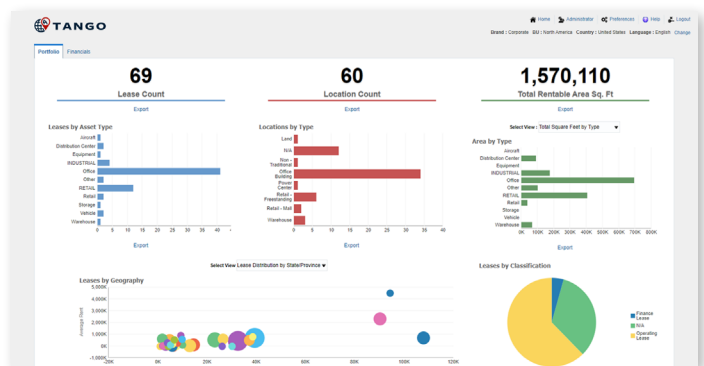 TANGO
Home Administrator Preferences Help Logout
Brand : Corporate BU : North America Country : United States Language : English Change
Portfolio Financials
69
Lease Count
Export
60
Location Count
Export
1,570,110
Total Rentable Area Sq. Ft
Export
Leases by Asset Type
Aircraft
Distribution Center
Equipment
INDUSTRIAL
Office
Other
RETAIL
Retail
Storage
Vehicle
Warehouse
0 5 10 15 20 25 30 35 40
Export
Locations by Type
Land
N/A
Non -
Traditional
Office
Building
Power
Center
Retail -
Freestanding
Retail - Mall
Warehouse
0 5 10 15 20 25 30 35 40
Export
Select View : Total Square Feet by Type
Area by Type
Aircraft
Distribution Center
Equipment
INDUSTRIAL
Office
Other
RETAIL
Retail
Storage
Vehicle
Warehouse
0K 100K 200K 300K 400K 500K 600K 700K 800K
Export
Select View Lease Distribution by State/Province
Leases by Geography
Average Rent
5,000K
4,000K
3,000K
2,000K
1,000K
0K
-1,000K
-20K 0K 20K 40K 60K 80K 100K 120K
Leases by Classification
Finance
Lease
N/A
Operating
Lease